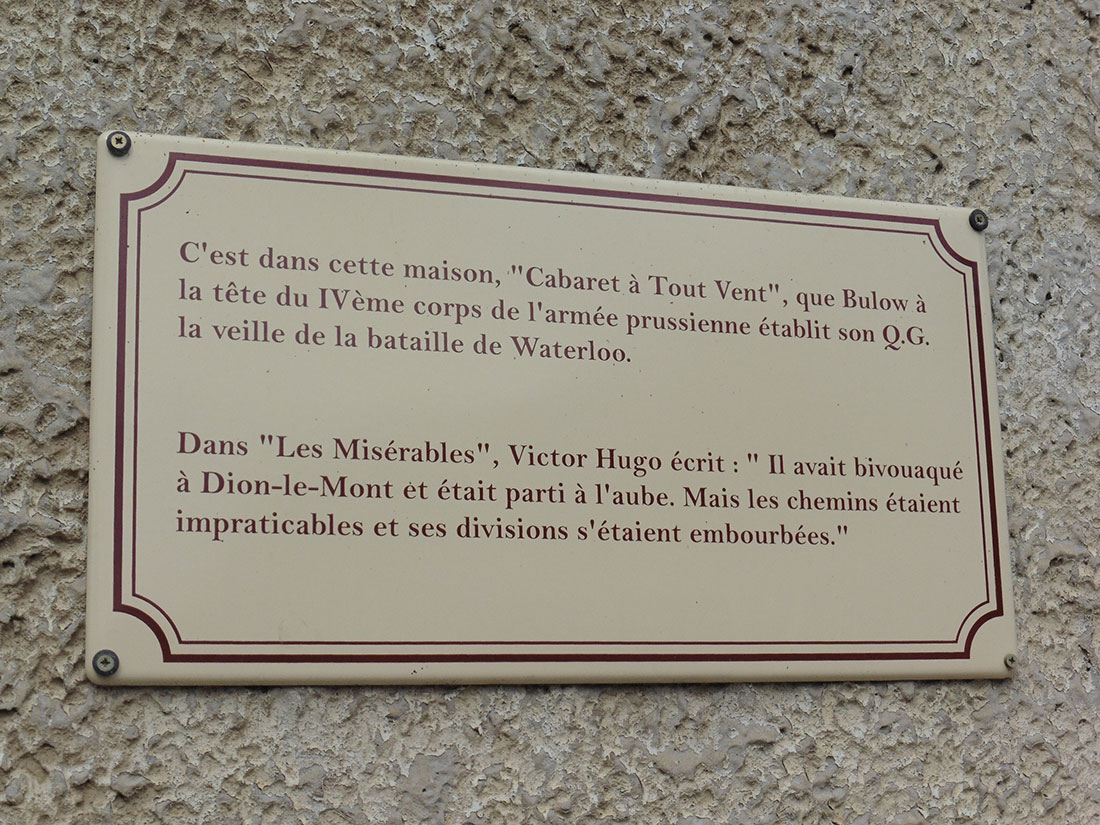 C'est dans cette maison, "Cabaret à Tout Vent", que Bulow à
la tête du IVème corps de l'armée prussienne établit son Q.G.
la veille de la bataille de Waterloo.
Dans "Les Misérables", Victor Hugo écrit : " Il avait bivouaqué
à Dion-le-Mont et était parti à l'aube. Mais les chemins étaient
impraticables et ses divisions s'étaient embourbées."